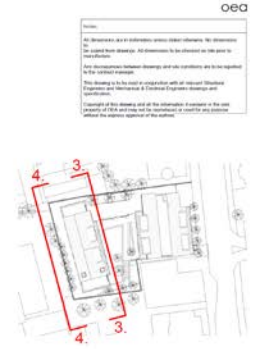 oea
Notes:
All dimensions are in millimetres unless stated otherwise. No dimensions
to
be scaled from drawings. All dimensions to be checked on site prior to
manufacture.
Any discrepancies between drawings and site conditions are to be reported
to the contract manager.
This drawing is to be read in conjunction with all relevant Structural
Engineers and Mechanical & Electrical Engineers drawings and
specification.
Copyright of this drawing and all the information it contains is the sole
property of OEA and may not be reproduced or used for any purpose
without the express approval of the authors.
3.
4.
3.
4.